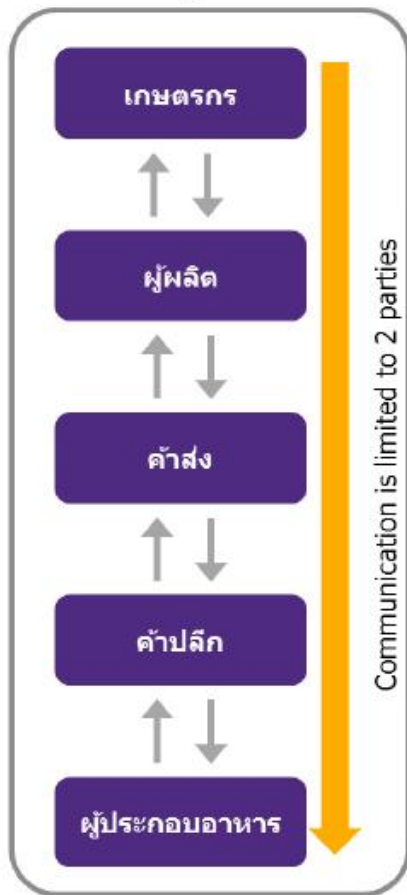 เกษตรกร
ผู้ผลิต
ค้าส่ง
ค้าปลีก
ผู้ประกอบอาหาร
Communication is limited to 2 parties